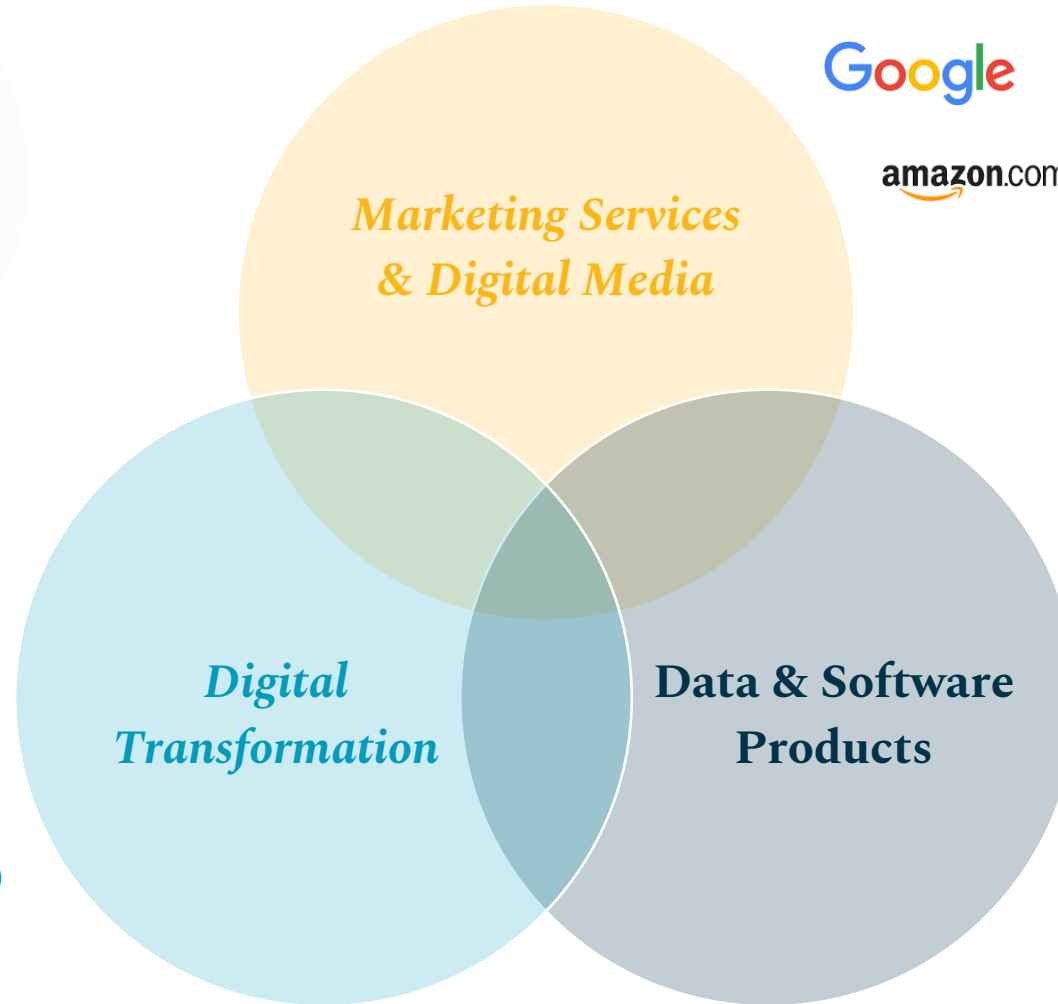 Google
amazon.com
Marketing Services
& Digital Media
Digital
Transformation
Data & Software
Products